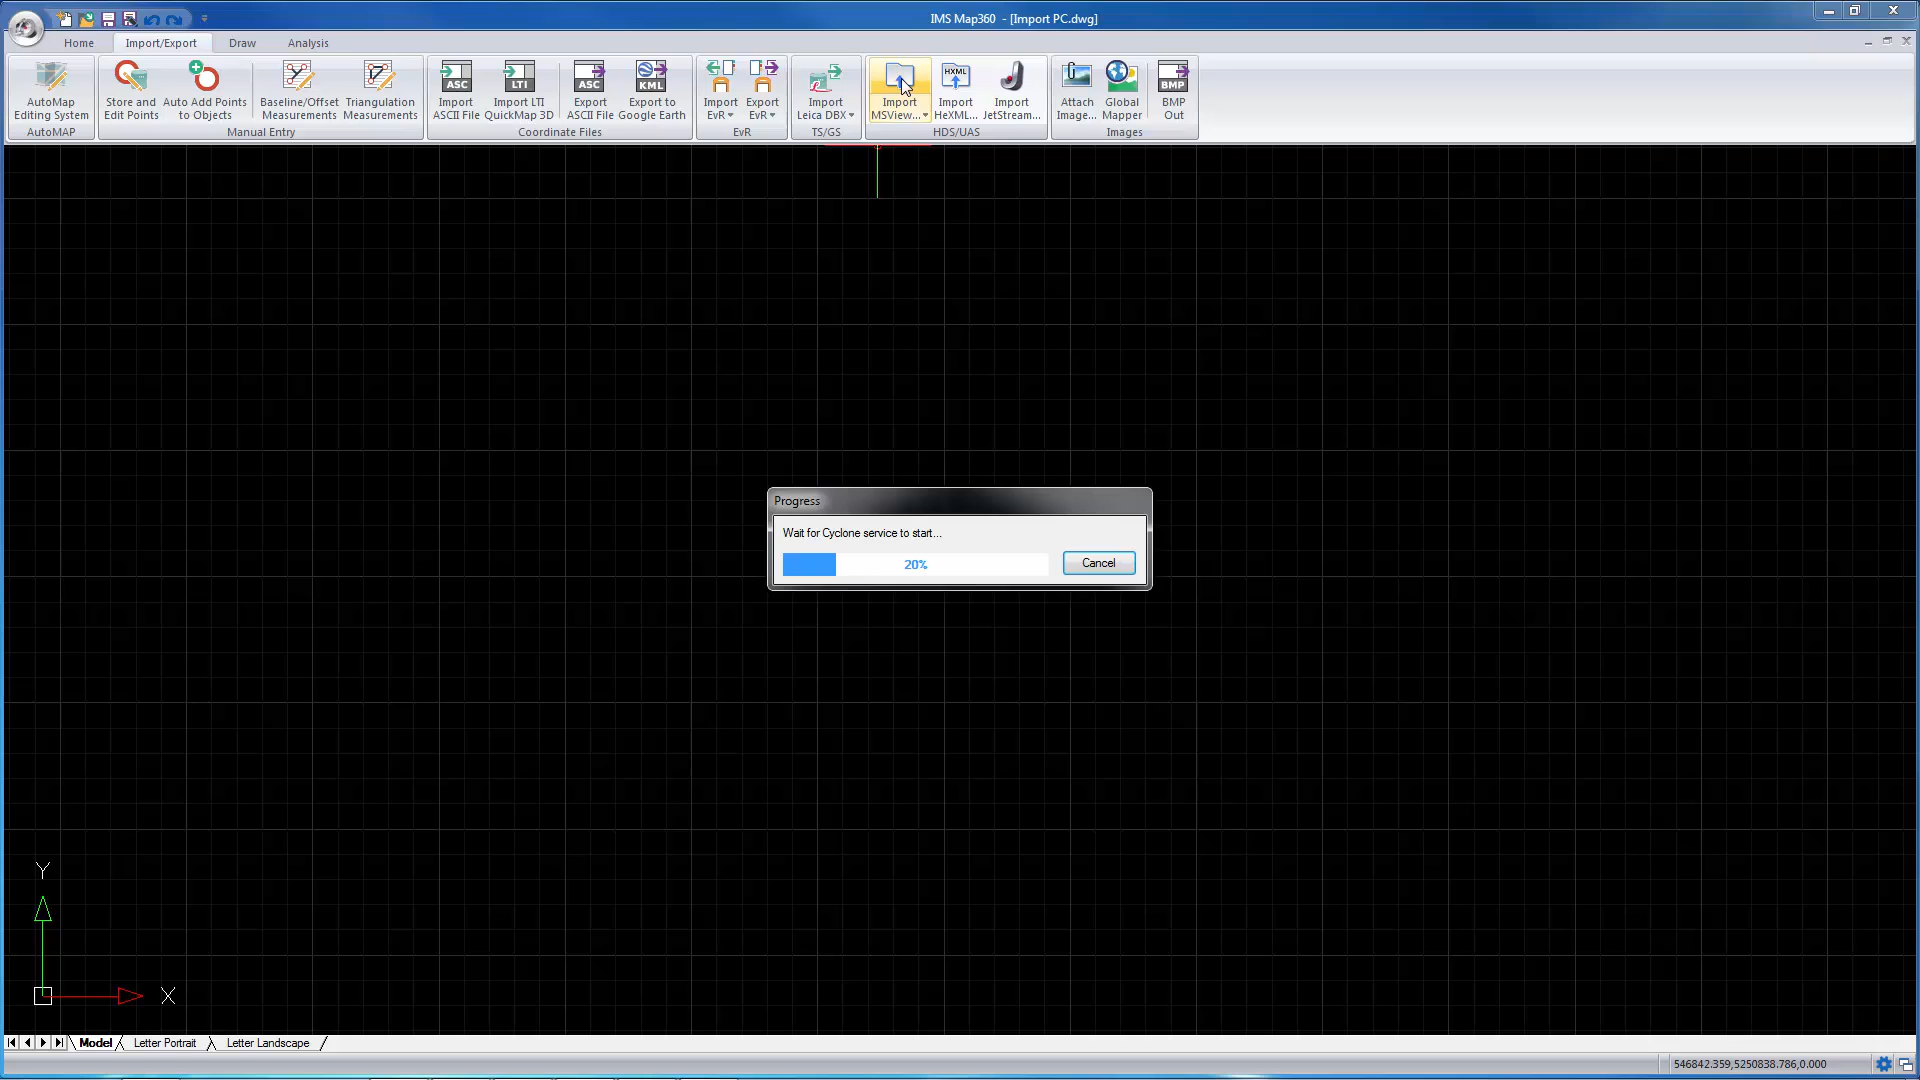 IMS Map360 - [Import PC.dwg]
Home Import/Export Draw Analysis
AutoMap Editing System
Store and Edit Points
Auto Add Points to Objects
Baseline/Offset Measurements
Triangulation Measurements
ASC
Import ASCII File
LTI
Import LTI QuickMap 3D
ASC
Export ASCII File
KML
Export to Google Earth
Import EvR
Export EvR
Import Leica DBX
Import MSView...
HXML
Import HeXML...
Import JetStream...
Attach Image...
Global Mapper
BMP
BMP Out
AutoMAP Manual Entry Coordinate Files EvR TS/GS HDS/UAS Images
Progress
Wait for Cyclone service to start...
20% Cancel
Y
X
Model Letter Portrait Letter Landscape
546842.359,5250838.786,0.000